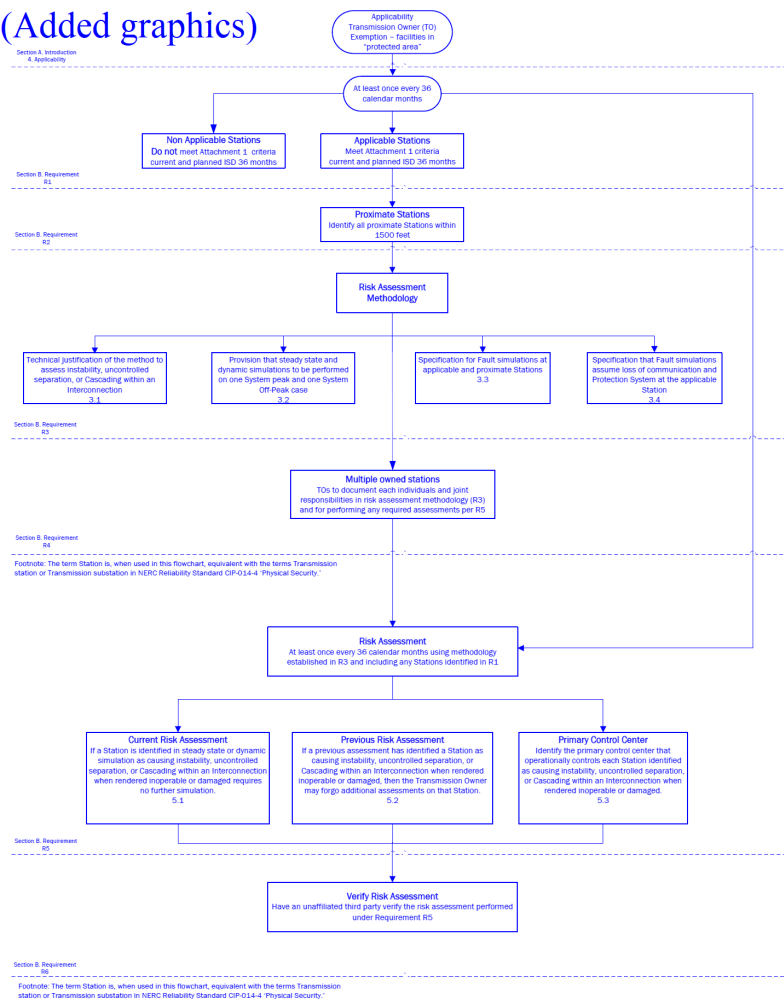 (Added graphics)
Applicability
Transmission Owner (TO)
Exemption – facilities in
"protected area"
Section A. Introduction
4. Applicability
At least once every 36
calendar months
Non Applicable Stations
Do not meet Attachment 1 criteria
current and planned ISD 36 months
Applicable Stations
Meet Attachment 1 criteria
current and planned ISD 36 months
Section B. Requirement
R1
Proximate Stations
Identify all proximate Stations within
1500 feet
Section B. Requirement
R2
Risk Assessment
Methodology
Technical justification of the method to
assess instability, uncontrolled
separation, or Cascading within an
Interconnection
3.1
Provision that steady state and
dynamic simulations to be performed
on one System peak and one System
Off-Peak case
3.2
Specification for Fault simulations at
applicable and proximate Stations
3.3
Specification that Fault simulations
assume loss of communication and
Protection System at the applicable
Station
3.4
Section B. Requirement
R3
Multiple owned stations
TOs to document each individuals and joint
responsibilities in risk assessment methodology (R3)
and for performing any required assessments per R5
Section B. Requirement
R4
Footnote: The term Station is, when used in this flowchart, equivalent with the terms Transmission
station or Transmission substation in NERC Reliability Standard CIP-014-4 'Physical Security.'
Risk Assessment
At least once every 36 calendar months using methodology
established in R3 and including any Stations identified in R1
Current Risk Assessment
If a Station is identified in steady state or dynamic
simulation as causing instability, uncontrolled
separation, or Cascading within an Interconnection
when rendered inoperable or damaged requires
no further simulation.
5.1
Previous Risk Assessment
If a previous assessment has identified a Station as
causing instability, uncontrolled separation, or
Cascading within an Interconnection when rendered
inoperable or damaged, then the Transmission Owner
may forgo additional assessments on that Station.
5.2
Primary Control Center
Identify the primary control center that
operationally controls each Station identified
as causing instability, uncontrolled separation,
or Cascading within an Interconnection when
rendered inoperable or damaged.
5.3
Section B. Requirement
R5
Verify Risk Assessment
Have an unaffiliated third party verify the risk assessment performed
under Requirement R5
Section B. Requirement
R6
Footnote: The term Station is, when used in this flowchart, equivalent with the terms Transmission
station or Transmission substation in NERC Reliability Standard CIP-014-4 'Physical Security.'